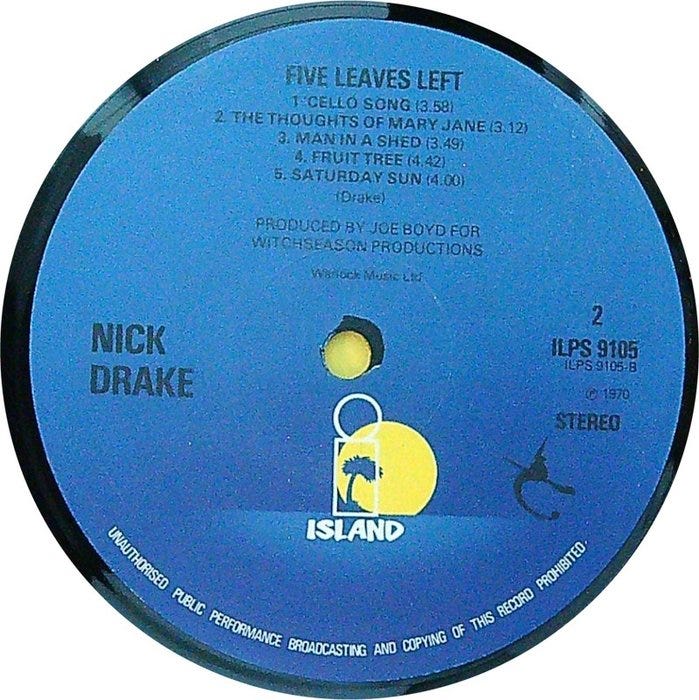 FIVE LEAVES LEFT
1. 'CELLO SONG (3.58)
2. THE THOUGHTS OF MARY JANE (3.12)
3. MAN IN A SHED (3.49)
4. FRUIT TREE (4.42)
5. SATURDAY SUN (4.00)
(Drake)
PRODUCED BY JOE BOYD FOR
WITCHSEASON PRODUCTIONS
Warlock Music Ltd
NICK
DRAKE
2
ILPS 9105
ILPS 9105-B
℗ 1970
STEREO
ISLAND
UNAUTHORISED PUBLIC PERFORMANCE BROADCASTING AND COPYING OF THIS RECORD PROHIBITED.